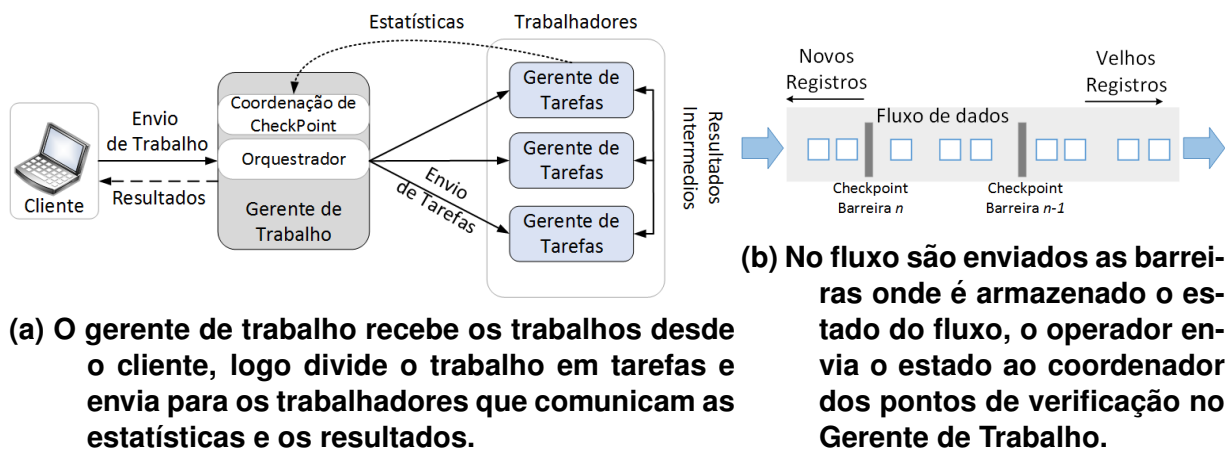 Estatísticas
Trabalhadores
Gerente de
Tarefas
Coordenação de
CheckPoint
Envio
de Trabalho
Orquestrador
Gerente de
Tarefas
Resultados
Cliente
Gerente de
Trabalho
Envio
de Tarefas
Gerente de
Tarefas
Resultados
Intermedios
(a) O gerente de trabalho recebe os trabalhos desde
o cliente, logo divide o trabalho em tarefas e
envia para os trabalhadores que comunicam as
estatísticas e os resultados.
Novos
Registros
Velhos
Registros
Fluxo de dados
Checkpoint
Barreira n
Checkpoint
Barreira n-1
(b) No fluxo são enviados as barrei-
ras onde é armazenado o es-
tado do fluxo, o operador en-
via o estado ao coordenador
dos pontos de verificação no
Gerente de Trabalho.